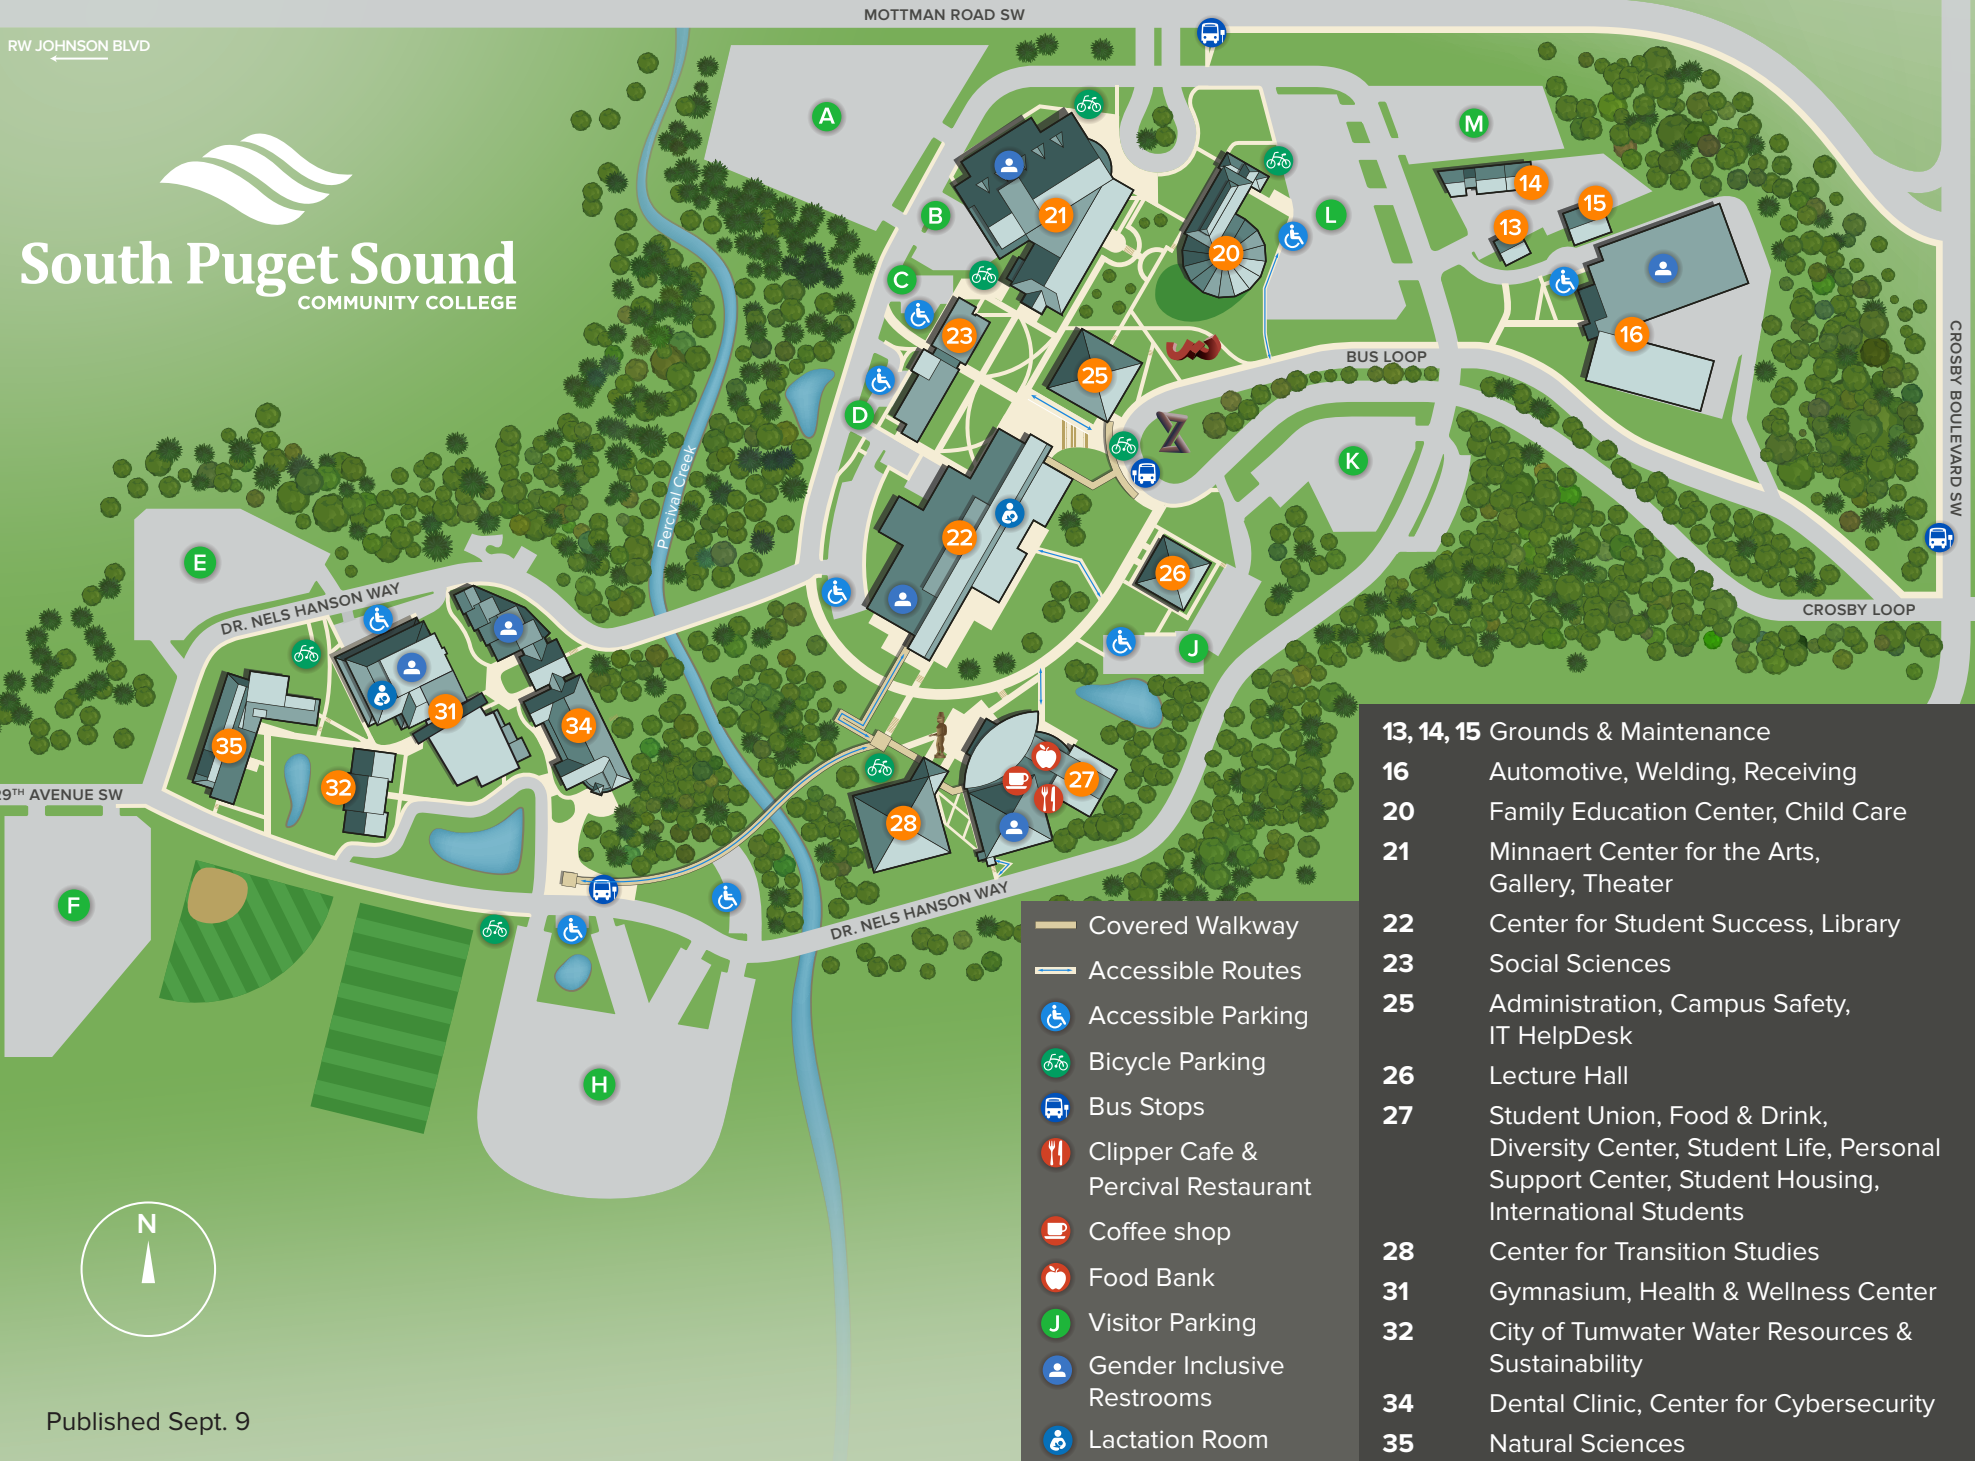 MOTTMAN ROAD SW
RW JOHNSON BLVD
South Puget Sound
COMMUNITY COLLEGE
A
M
B
L
C
D
K
E
J
F
H
14
15
21
13
20
16
23
25
22
26
31
34
35
32
27
28
BUS LOOP
CROSBY BOULEVARD SW
CROSBY LOOP
Percival Creek
DR. NELS HANSON WAY
29TH AVENUE SW
DR. NELS HANSON WAY
N
Published Sept. 9
Covered Walkway
Accessible Routes
Accessible Parking
Bicycle Parking
Bus Stops
Clipper Cafe &
Percival Restaurant
Coffee shop
Food Bank
J Visitor Parking
Gender Inclusive
Restrooms
Lactation Room
13, 14, 15 Grounds & Maintenance
16 Automotive, Welding, Receiving
20 Family Education Center, Child Care
21 Minnaert Center for the Arts,
Gallery, Theater
22 Center for Student Success, Library
23 Social Sciences
25 Administration, Campus Safety,
IT HelpDesk
26 Lecture Hall
27 Student Union, Food & Drink,
Diversity Center, Student Life, Personal
Support Center, Student Housing,
International Students
28 Center for Transition Studies
31 Gymnasium, Health & Wellness Center
32 City of Tumwater Water Resources &
Sustainability
34 Dental Clinic, Center for Cybersecurity
35 Natural Sciences